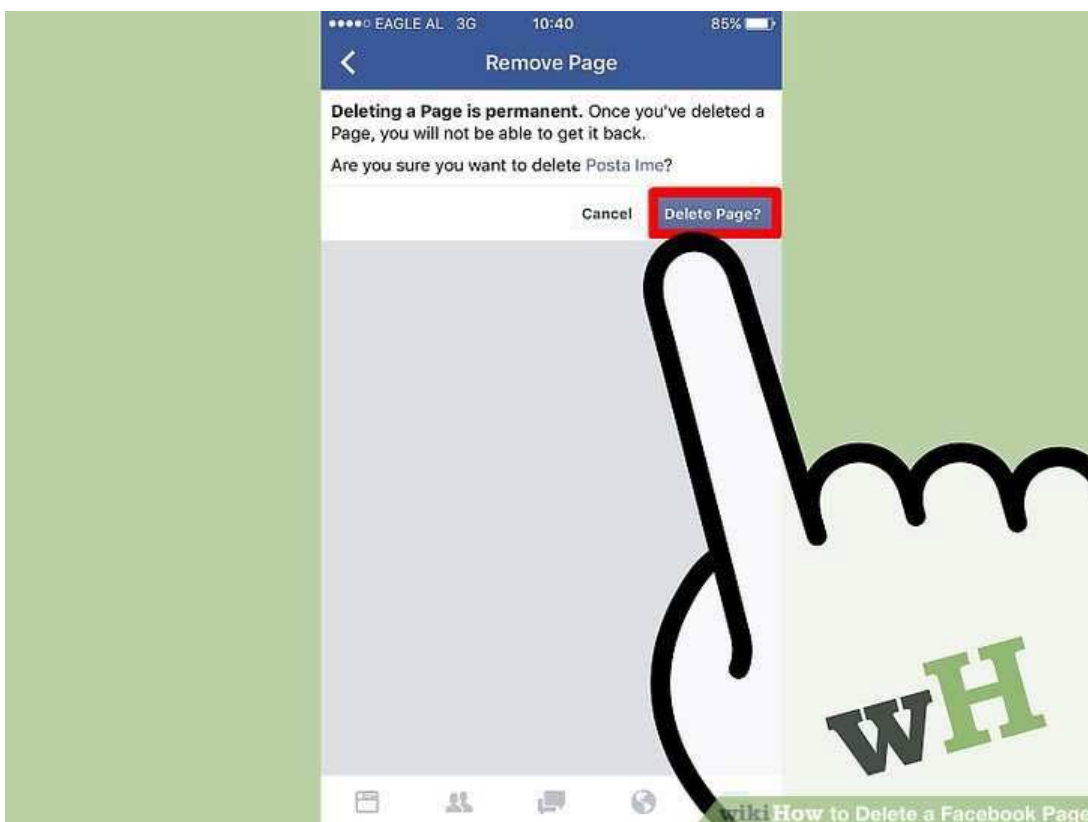 EAGLE AL 3G 10:40 85%
Remove Page
Deleting a Page is permanent. Once you've deleted a
Page, you will not be able to get it back.
Are you sure you want to delete Posta Ime?
Cancel Delete Page?
wH
wikiHow to Delete a Facebook Page